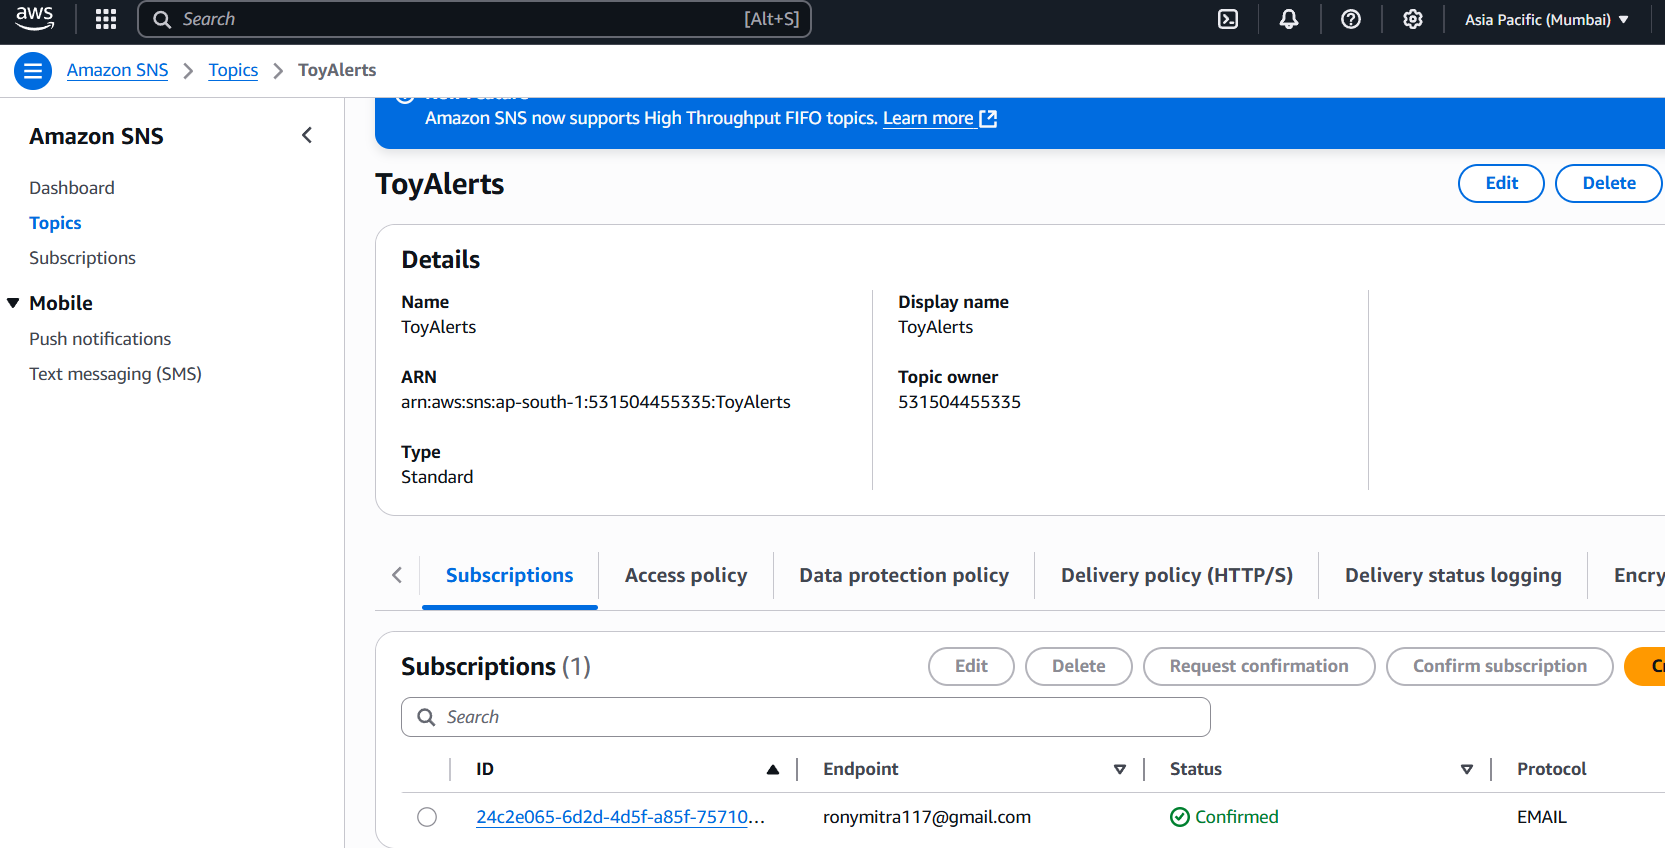 aws
Search [Alt+S] Asia Pacific (Mumbai)
Amazon SNS > Topics > ToyAlerts
Amazon SNS
Dashboard
Topics
Subscriptions
Mobile
Push notifications
Text messaging (SMS)
New Feature
Amazon SNS now supports High Throughput FIFO topics. Learn more
ToyAlerts
Edit Delete
Details
Name
ToyAlerts
ARN
arn:aws:sns:ap-south-1:531504455335:ToyAlerts
Type
Standard
Display name
ToyAlerts
Topic owner
531504455335
Subscriptions Access policy Data protection policy Delivery policy (HTTP/S) Delivery status logging Encry
Subscriptions (1)
Edit Delete Request confirmation Confirm subscription
Search
ID Endpoint Status Protocol
24c2e065-6d2d-4d5f-a85f-75710... ronymitra117@gmail.com Confirmed EMAIL